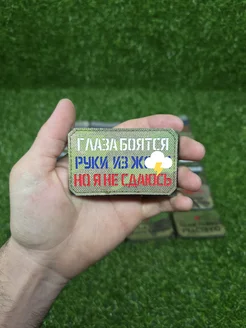 ГЛАЗА БОЯТСЯ
РУКИ ИЗ
НО Я НЕ СДАЮСЬ